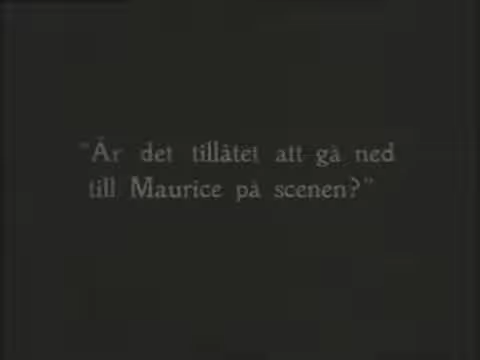 "Är det tillåtet att gå ned
till Maurice på scenen?"